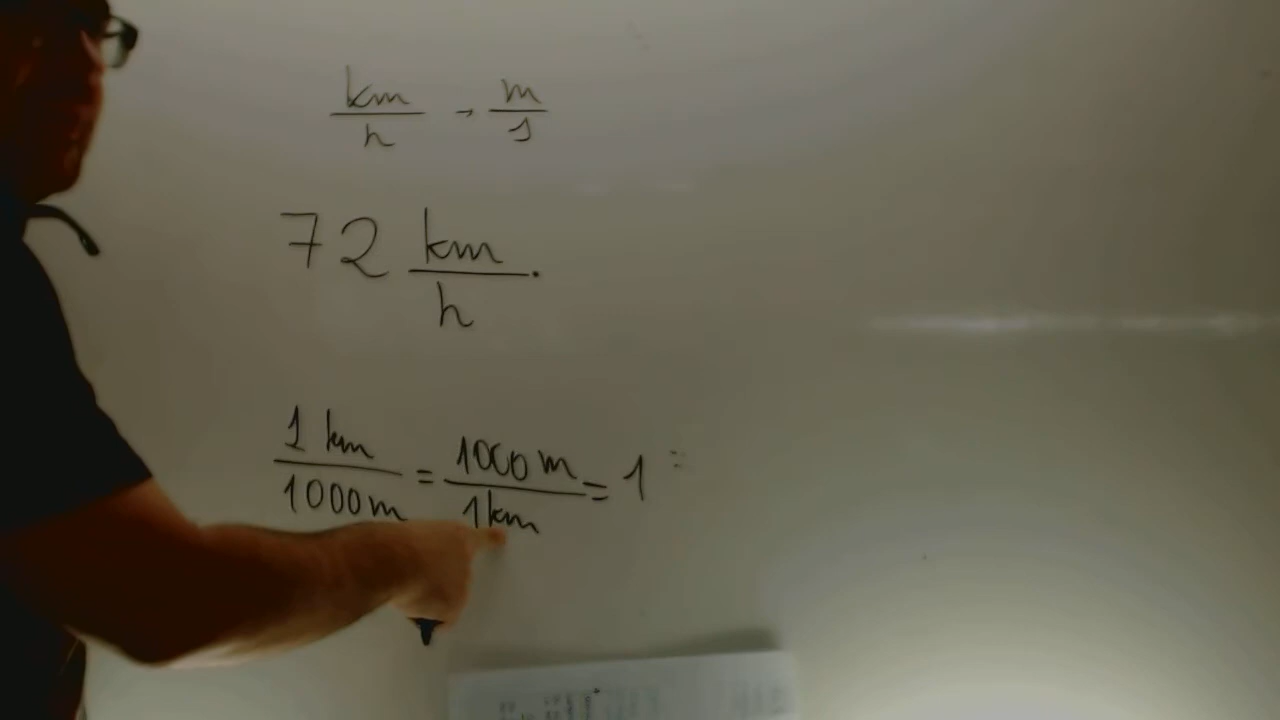 km/h → m/s
72 km/h ·
1 km/1000 m = 1000 m/1 km = 1